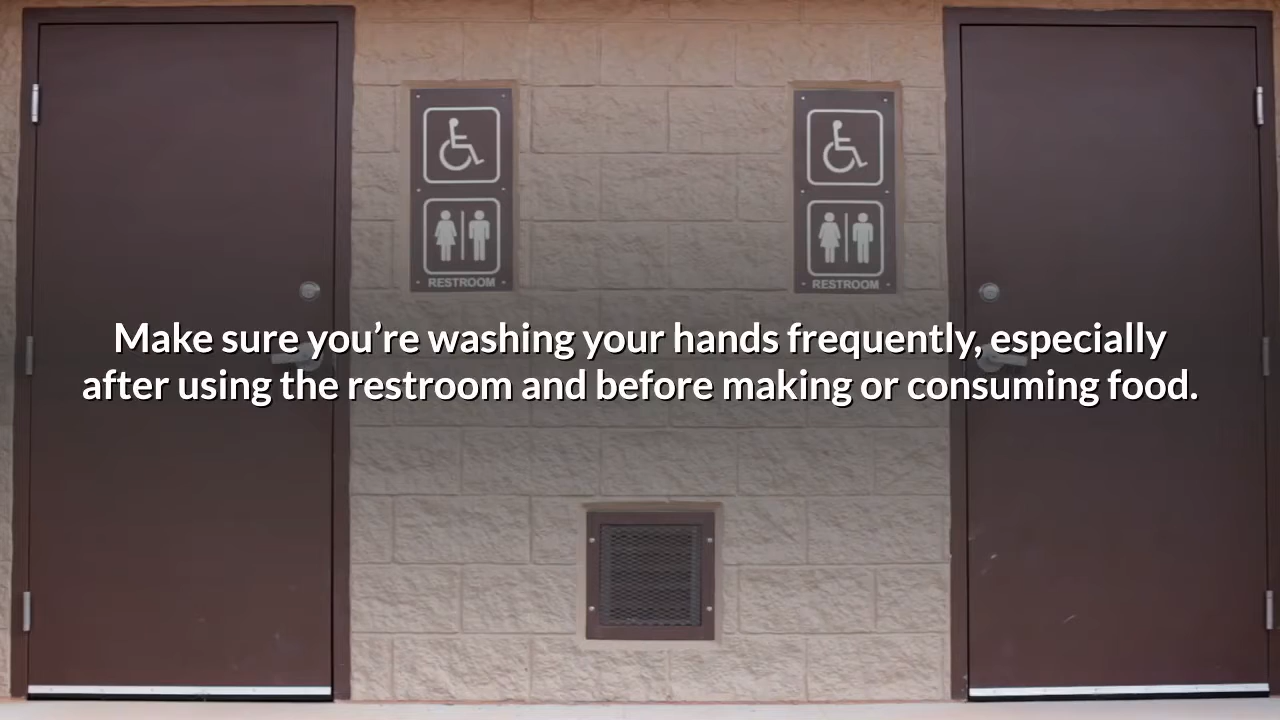 RESTROOM
RESTROOM
Make sure you’re washing your hands frequently, especially
after using the restroom and before making or consuming food.